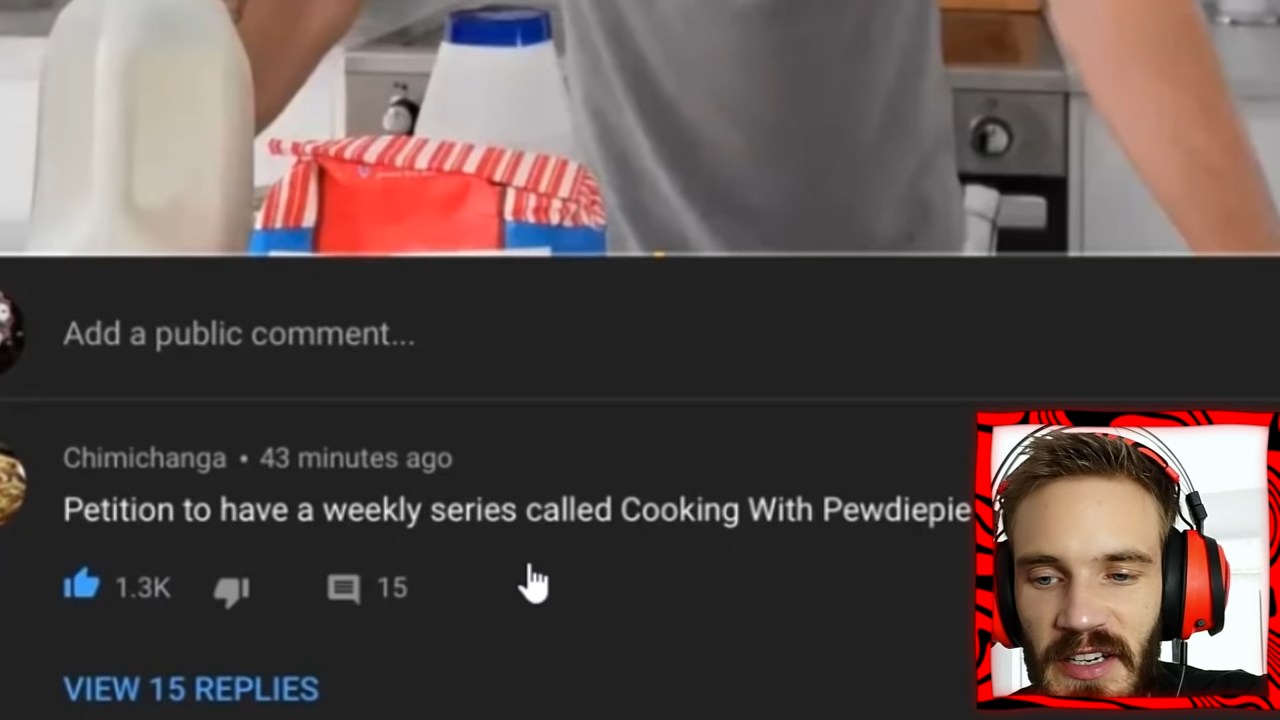 Add a public comment...
Chimichanga • 43 minutes ago
Petition to have a weekly series called Cooking With Pewdiepie
1.3K 15
VIEW 15 REPLIES